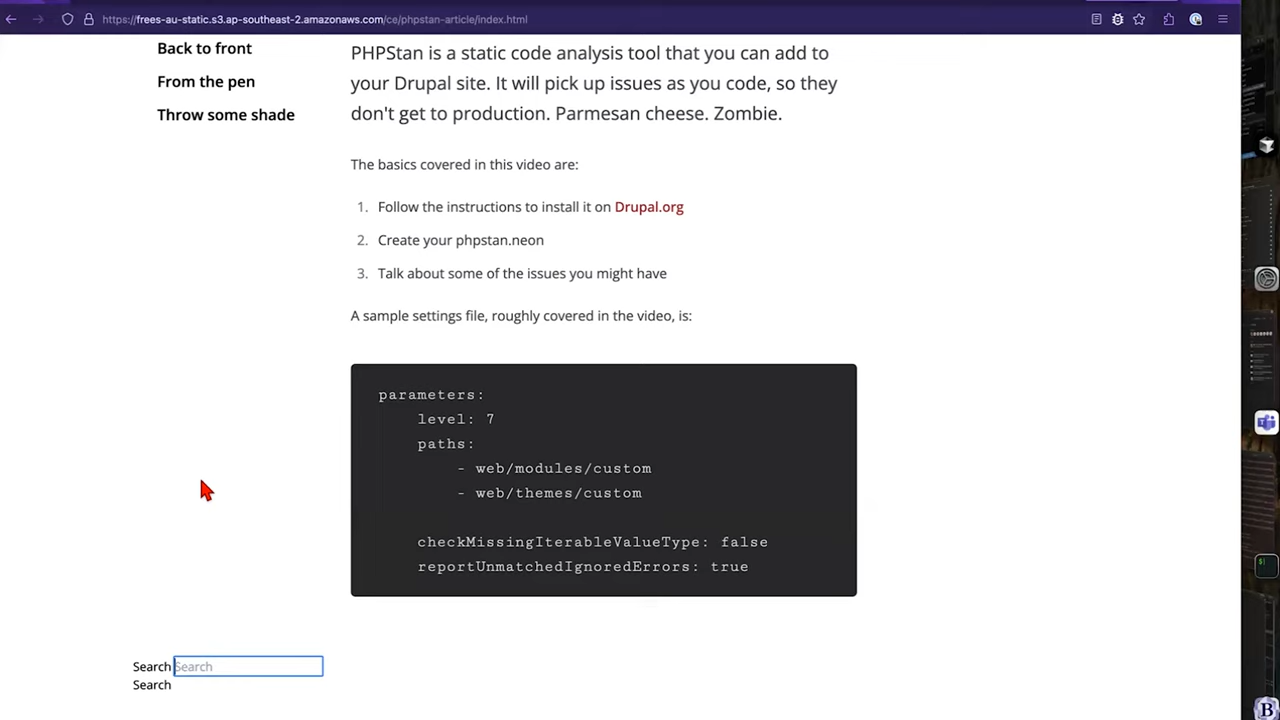 https://frees-au-static.s3.ap-southeast-2.amazonaws.com/ce/phpstan-article/index.html
Back to front
From the pen
Throw some shade
PHPStan is a static code analysis tool that you can add to
your Drupal site. It will pick up issues as you code, so they
don't get to production. Parmesan cheese. Zombie.
The basics covered in this video are:
1. Follow the instructions to install it on Drupal.org
2. Create your phpstan.neon
3. Talk about some of the issues you might have
A sample settings file, roughly covered in the video, is:
parameters:
level: 7
paths:
- web/modules/custom
- web/themes/custom
checkMissingIterableValueType: false
reportUnmatchedIgnoredErrors: true
Search Search
Search